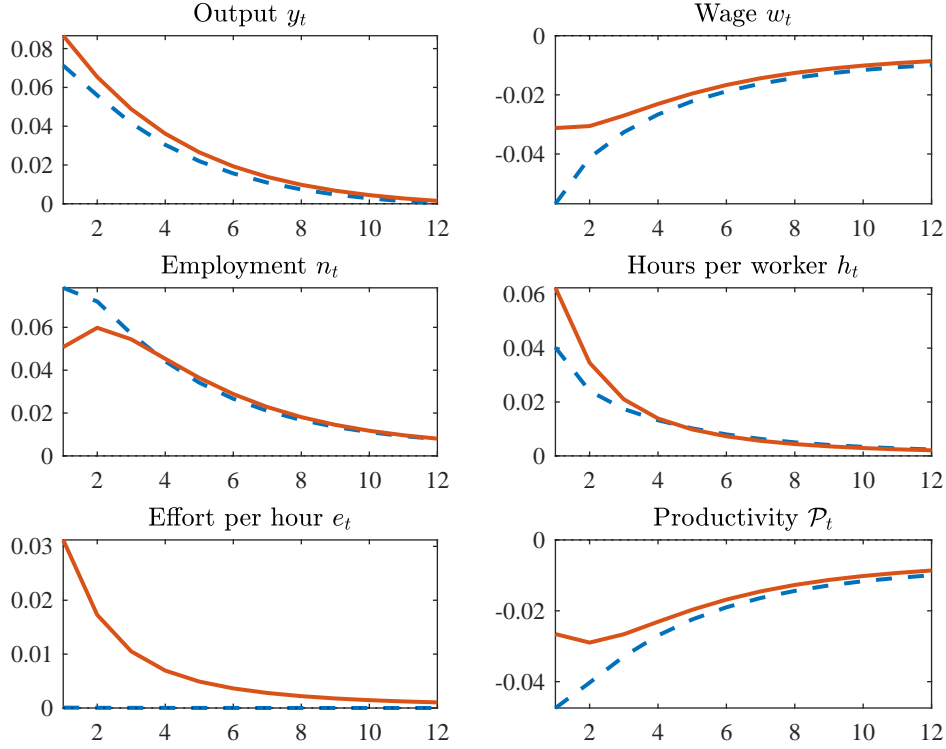 Output y_t
0.08
0.06
0.04
0.02
0
2 4 6 8 10 12
Wage w_t
0
-0.02
-0.04
2 4 6 8 10 12
Employment n_t
0.06
0.04
0.02
0
2 4 6 8 10 12
Hours per worker h_t
0.06
0.04
0.02
0
2 4 6 8 10 12
Effort per hour e_t
0.03
0.02
0.01
0
2 4 6 8 10 12
Productivity 𝒫_t
0
-0.02
-0.04
2 4 6 8 10 12